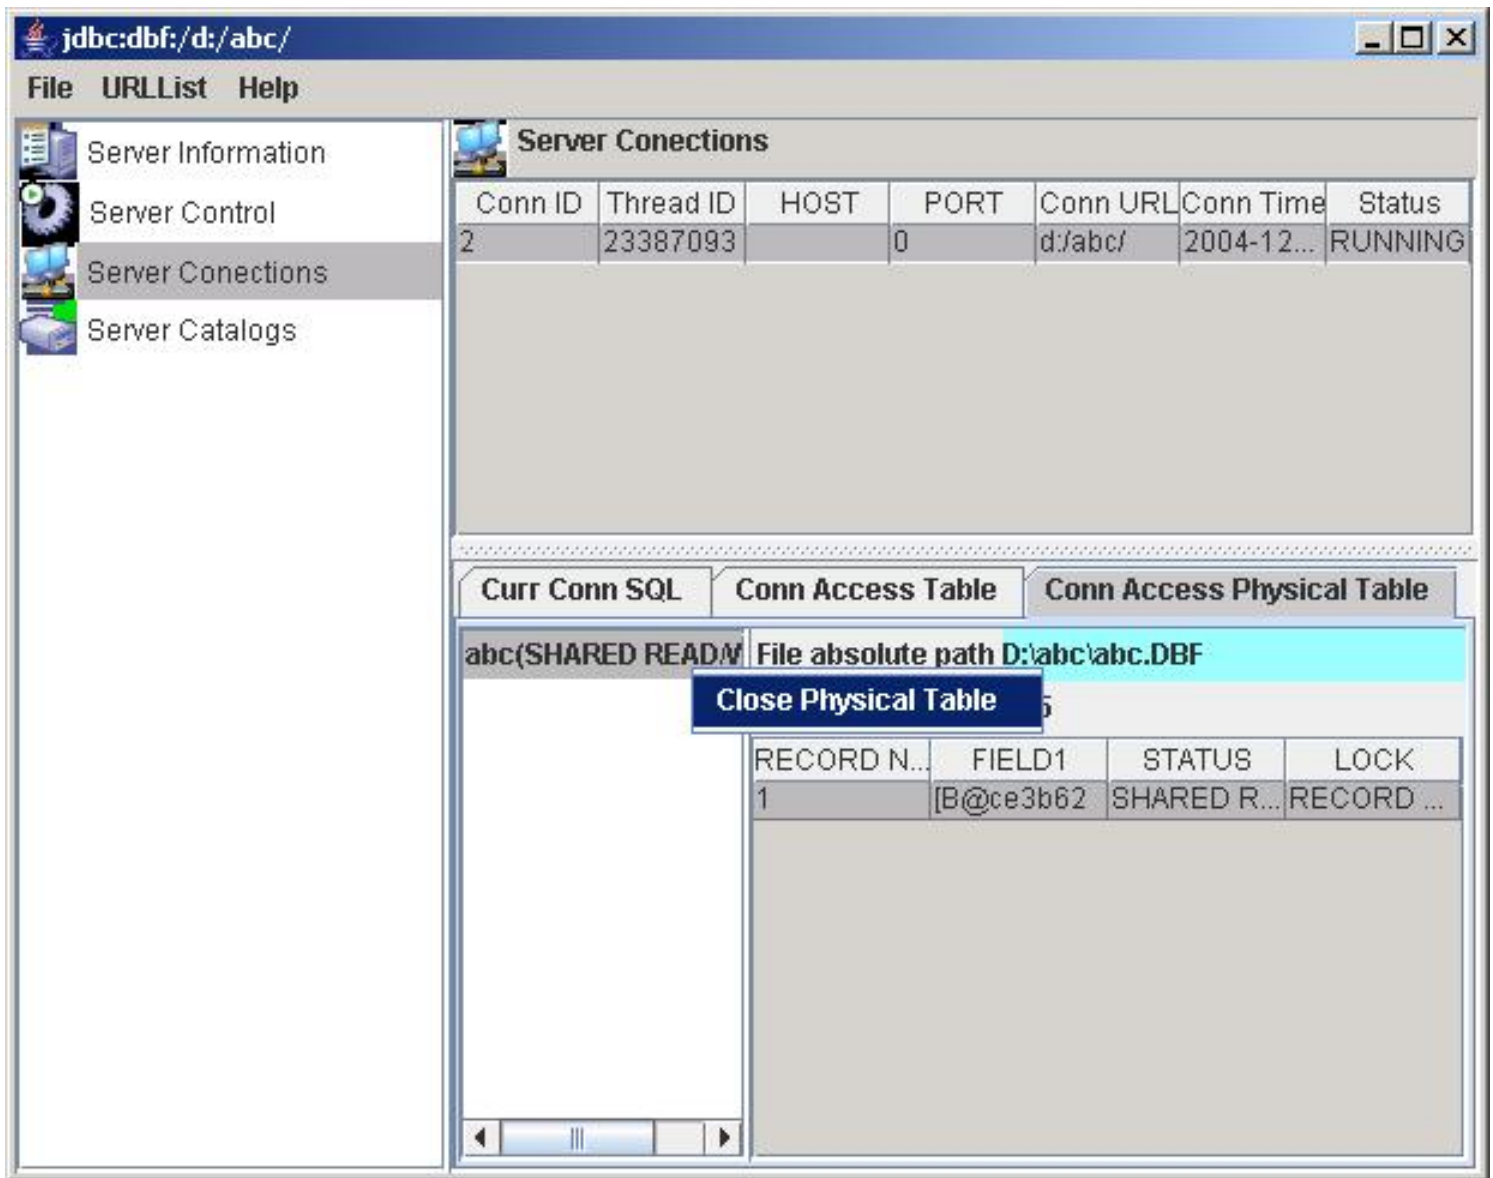 jdbc:dbf:/d:/abc/
File URLList Help
Server Information
Server Control
Server Conections
Server Catalogs
Server Conections
Conn ID Thread ID HOST PORT Conn URL Conn Time Status
2 23387093 0 d:/abc/ 2004-12... RUNNING
Curr Conn SQL Conn Access Table Conn Access Physical Table
abc(SHARED READ/W File absolute path D:\abc\abc.DBF
Close Physical Table
RECORD N... FIELD1 STATUS LOCK
1 [B@ce3b62 SHARED R... RECORD ...